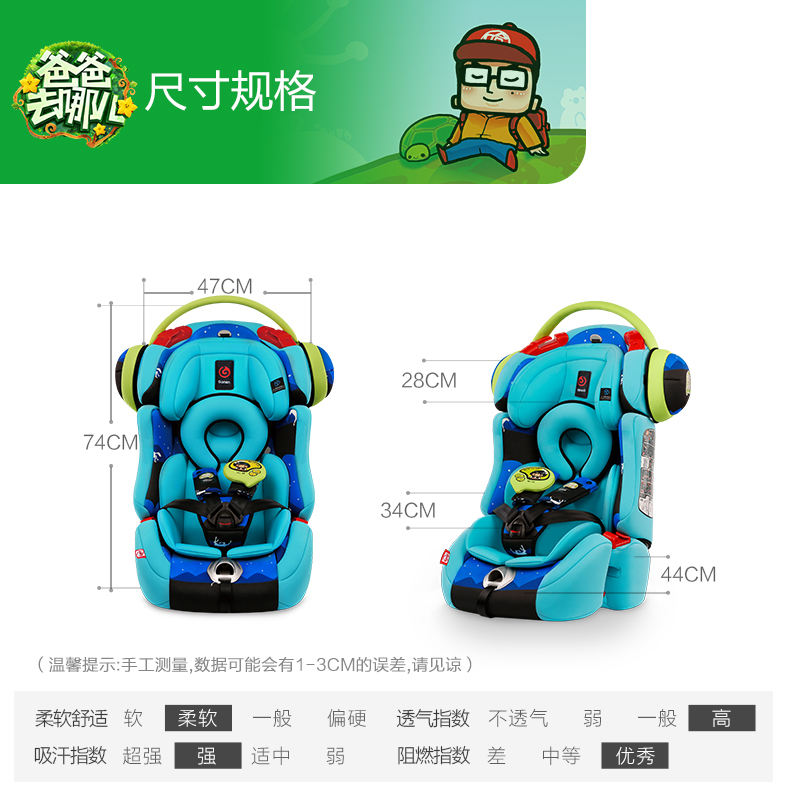 爸爸
去哪儿
尺寸规格
47CM
74CM
28CM
34CM
44CM
（温馨提示:手工测量,数据可能会有1-3CM的误差,请见谅）
柔软舒适 软 柔软 一般 偏硬 透气指数 不透气 弱 一般 高
吸汗指数 超强 强 适中 弱 阻燃指数 差 中等 优秀